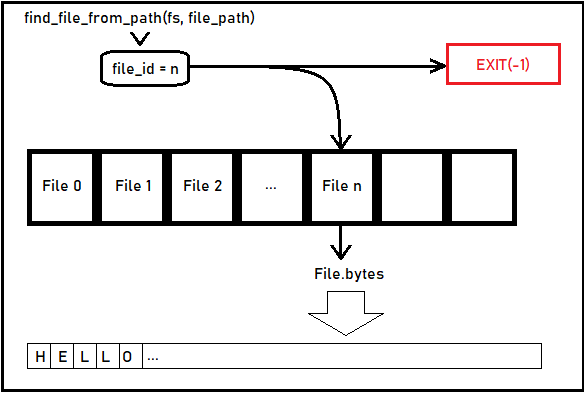 find_file_from_path(fs, file_path)
file_id = n
EXIT(-1)
File 0 File 1 File 2 ... File n
File.bytes
H E L L O ...